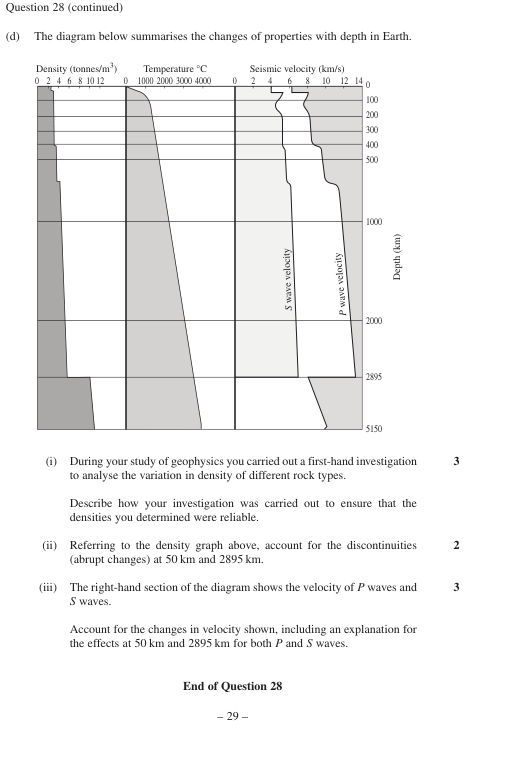 Question 28 (continued)
(d) The diagram below summarises the changes of properties with depth in Earth.
Density (tonnes/m³) Temperature °C Seismic velocity (km/s)
0 2 4 6 8 10 12 0 1000 2000 3000 4000 0 2 4 6 8 10 12 14 0
100
200
300
400
500
1000
S wave velocity
P wave velocity
Depth (km)
2000
2895
5150
(i) During your study of geophysics you carried out a first-hand investigation 3
to analyse the variation in density of different rock types.
Describe how your investigation was carried out to ensure that the
densities you determined were reliable.
(ii) Referring to the density graph above, account for the discontinuities 2
(abrupt changes) at 50 km and 2895 km.
(iii) The right-hand section of the diagram shows the velocity of P waves and 3
S waves.
Account for the changes in velocity shown, including an explanation for
the effects at 50 km and 2895 km for both P and S waves.
End of Question 28
– 29 –